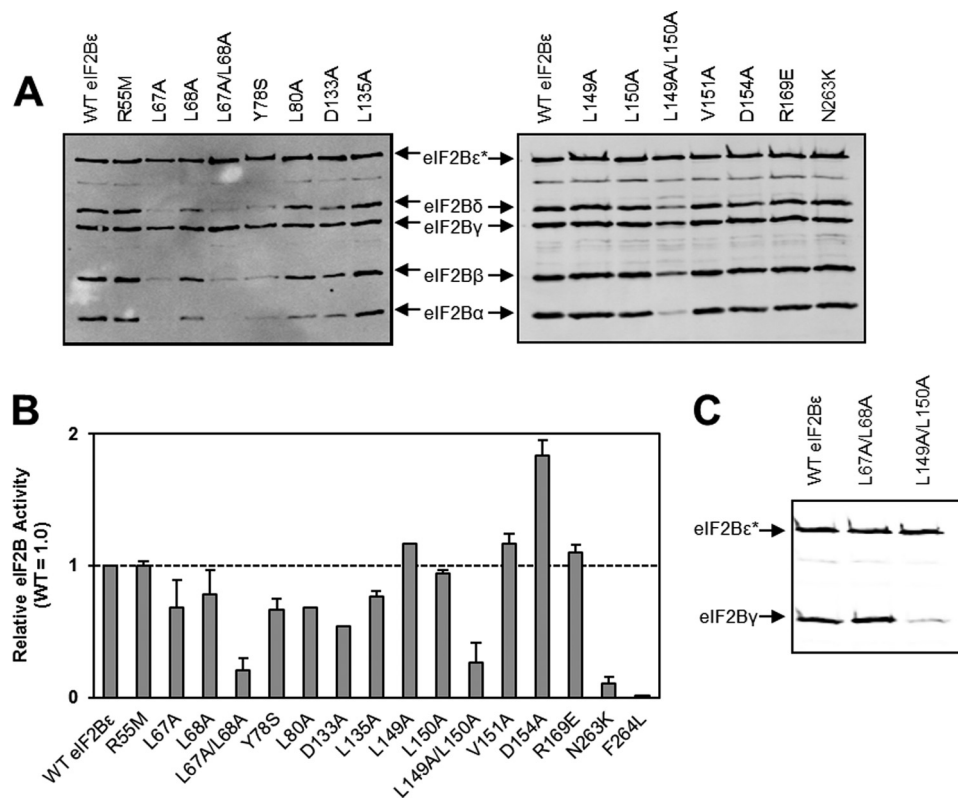 A
WT eIF2Bε
R55M
L67A
L68A
L67A/L68A
Y78S
L80A
D133A
L135A
WT eIF2Bε
L149A
L150A
L149A/L150A
V151A
D154A
R169E
N263K
eIF2Bε*
eIF2Bδ
eIF2Bγ
eIF2Bβ
eIF2Bα
B
Relative eIF2B Activity
(WT = 1.0)
2
1
0
WT eIF2Bε
R55M
L67A
L68A
L67A/L68A
Y78S
L80A
D133A
L135A
L149A
L150A
L149A/L150A
V151A
D154A
R169E
N263K
F264L
C
WT eIF2Bε
L67A/L68A
L149A/L150A
eIF2Bε*
eIF2Bγ